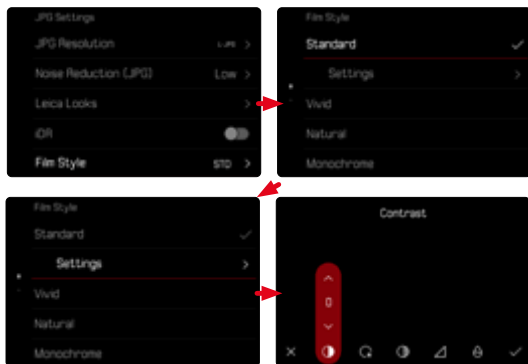 JPG Settings
JPG Resolution L-JPG
Noise Reduction (JPG) Low
Leica Looks
iDR
Film Style STD
Film Style
Standard
Settings
Vivid
Natural
Monochrome
Film Style
Standard
Settings
Vivid
Natural
Monochrome
Contrast
0